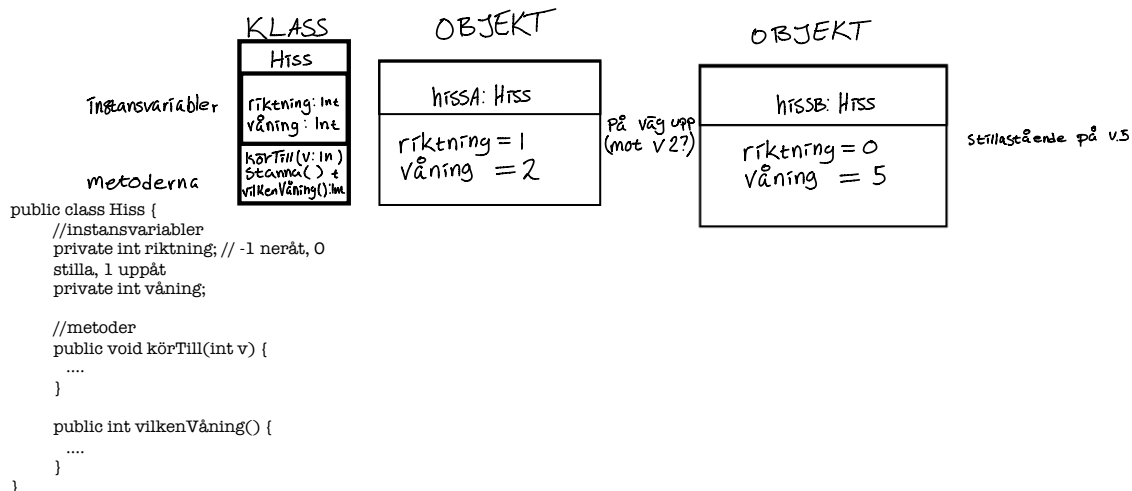 KLASS
Hiss
instansvariabler
riktning: Int
våning: Int
metoderna
körTill(v: In)
Stanna() t
vilkenVåning():Int
OBJEKT
hissA: Hiss
riktning = 1
våning = 2
På väg upp
(mot v 2?)
OBJEKT
hissB: Hiss
riktning = 0
våning = 5
stillastående på v.5
public class Hiss {
//instansvariabler
private int riktning; // -1 neråt, 0
stilla, 1 uppåt
private int våning;
//metoder
public void körTill(int v) {
....
}
public int vilkenVåning() {
....
}
}